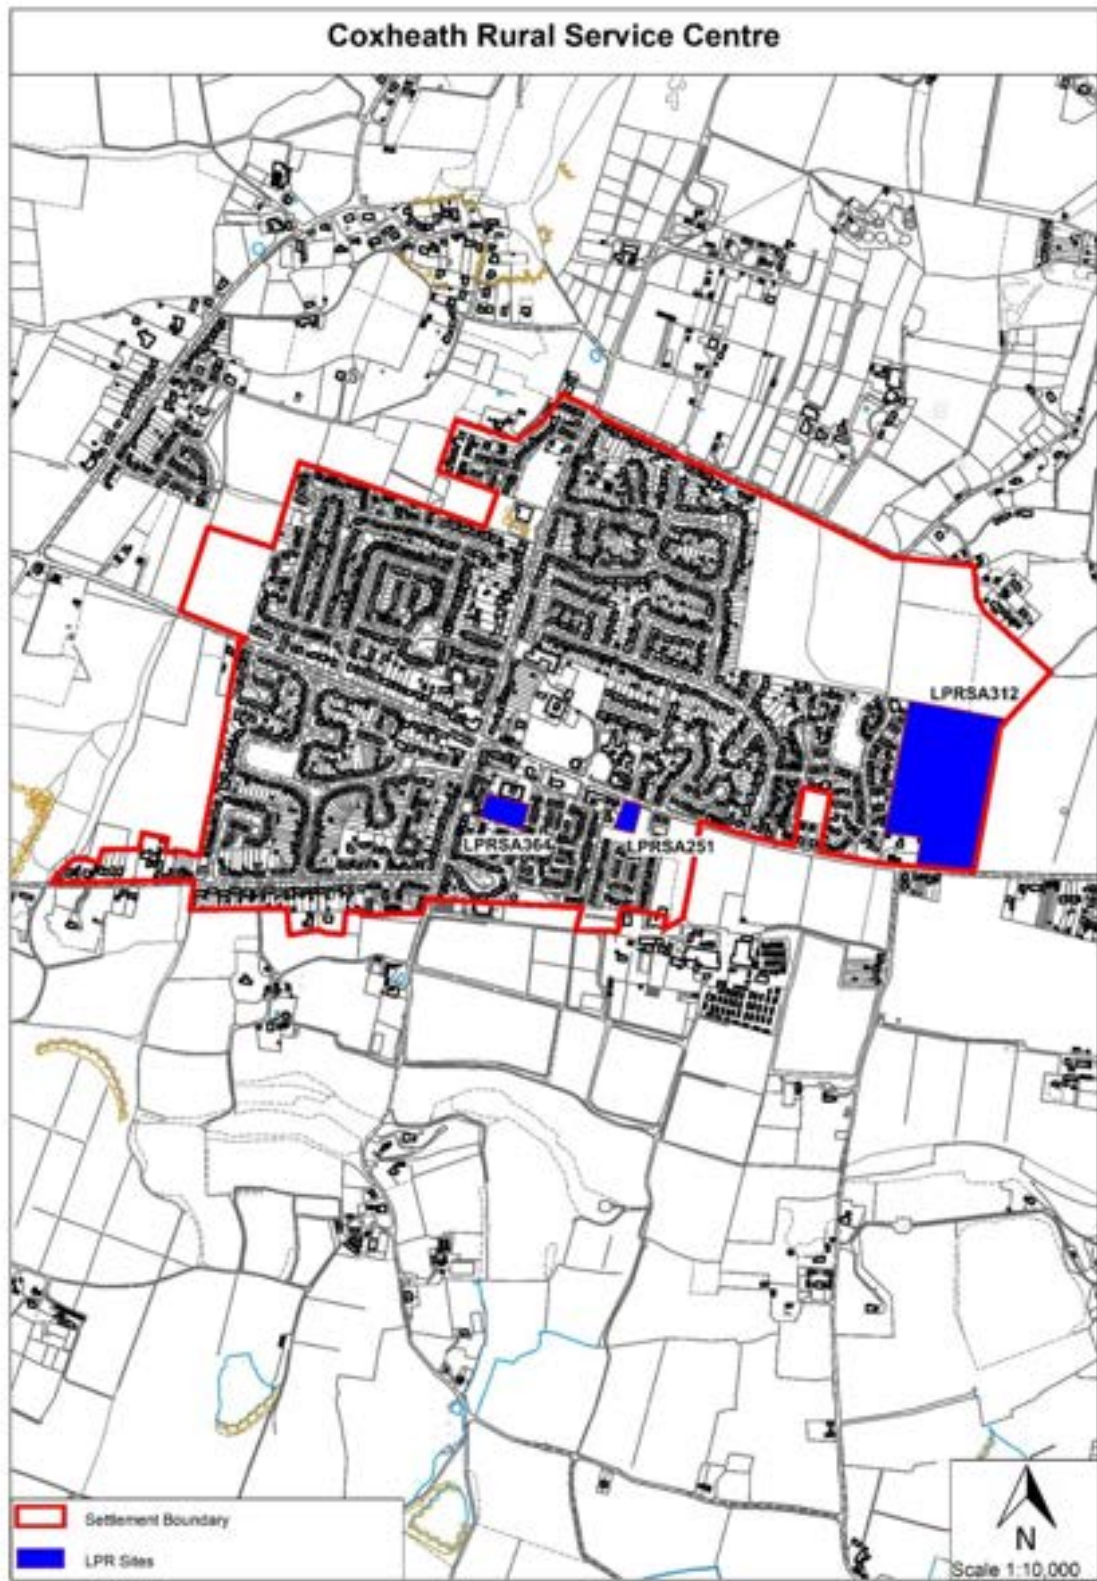 Coxheath Rural Service Centre
LPRSA312
LPRSA364
LPRSA251
Settlement Boundary
LPR Sites
N
Scale 1:10,000